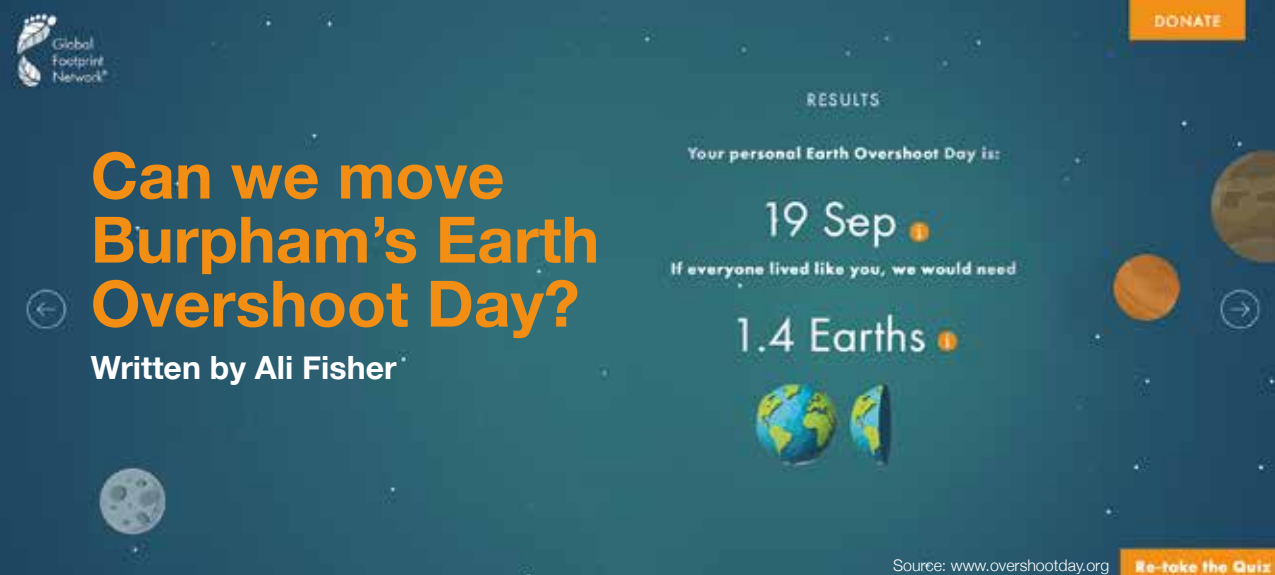 Global
Footprint
Network®
DONATE
RESULTS
Your personal Earth Overshoot Day is:
19 Sep
If everyone lived like you, we would need
1.4 Earths
Can we move
Burpham's Earth
Overshoot Day?
Written by Ali Fisher
Source: www.overshootday.org
Re-take the Quiz